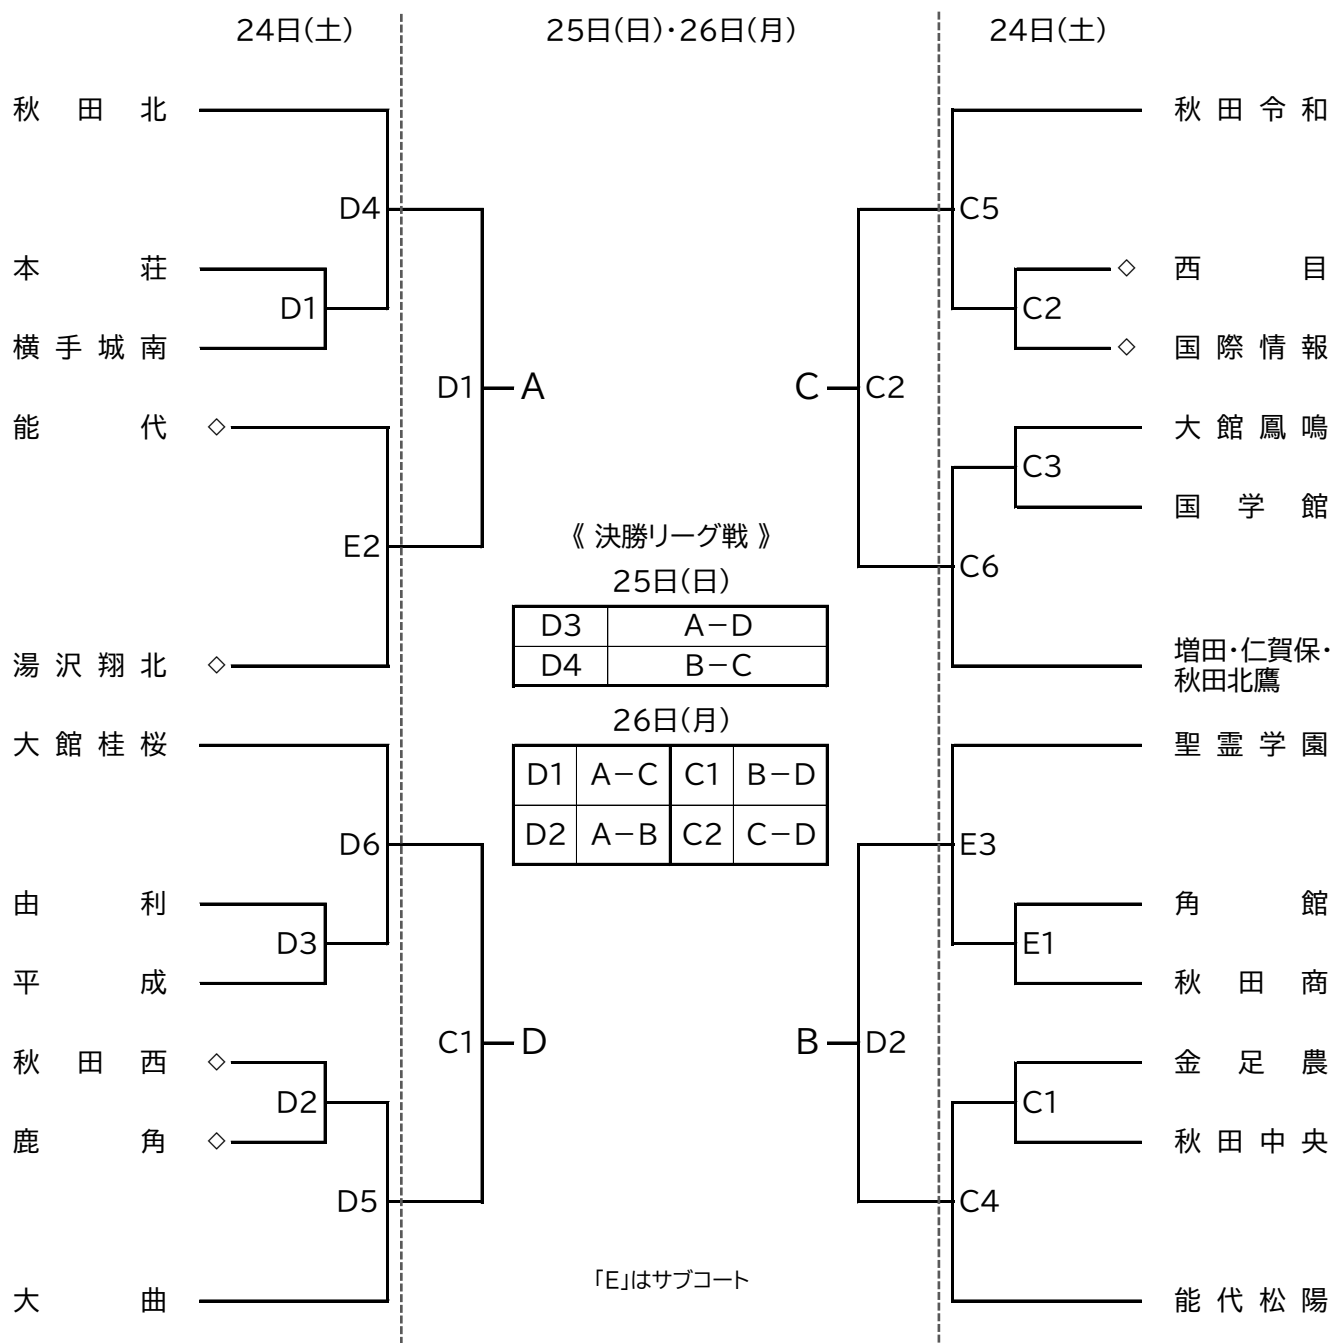 24日(土)
25日(日)・26日(月)
24日(土)
秋田北
D4
本荘
D1
横手城南
D1
A
能代 ◇
E2
湯沢翔北 ◇
大館桂桜
D6
由利
D3
平成
C1
D
秋田西 ◇
D2
鹿角 ◇
D5
大曲
《 決勝リーグ戦 》
25日(日)
D3 A－D
D4 B－C
26日(月)
D1 A－C C1 B－D
D2 A－B C2 C－D
「E」はサブコート
秋田令和
C5
◇ 西目
C2
◇ 国際情報
C C2
大館鳳鳴
C3
国学館
C6
増田・仁賀保・
秋田北鷹
聖霊学園
E3
角館
E1
秋田商
B D2
金足農
C1
秋田中央
C4
能代松陽